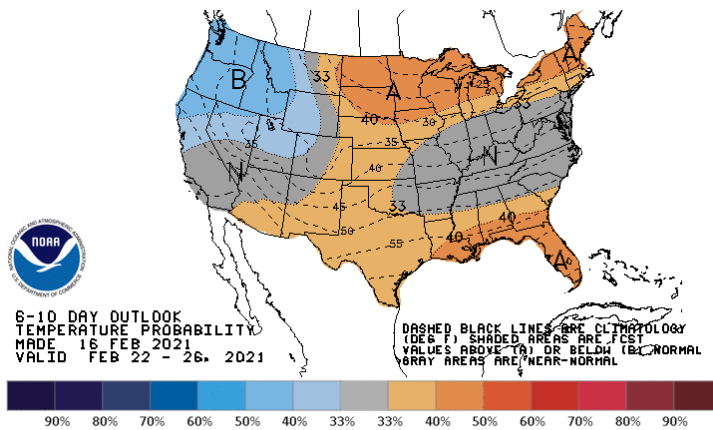 A
A
B
33
A
25
33
40
30
35
35
N
40
N
45
33
40
50
40
55
A
NATIONAL OCEANIC AND ATMOSPHERIC ADMINISTRATION
NOAA
U.S. DEPARTMENT OF COMMERCE
6-10 DAY OUTLOOK
TEMPERATURE PROBABILITY
MADE 16 FEB 2021
VALID FEB 22 - 26, 2021
DASHED BLACK LINES ARE CLIMATOLOGY
(DEG F) SHADED AREAS ARE FCST
VALUES ABOVE (A) OR BELOW (B) NORMAL
GRAY AREAS ARE NEAR-NORMAL
90% 80% 70% 60% 50% 40% 33% 33% 40% 50% 60% 70% 80% 90%